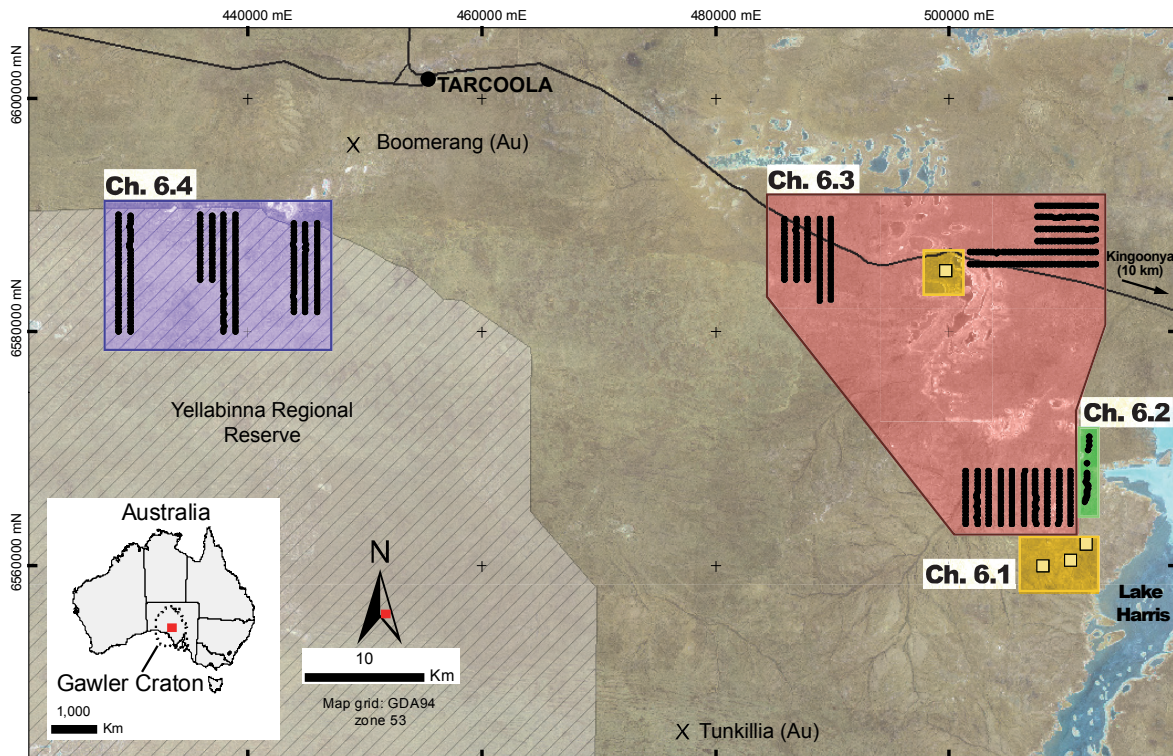 440000 mE
460000 mE
480000 mE
500000 mE
6600000 mN
6580000 mN
6560000 mN
TARCOOLA
X Boomerang (Au)
Ch. 6.4
Ch. 6.3
Kingoonya
(10 km)
Yellabinna Regional
Reserve
Ch. 6.2
Ch. 6.1
Lake
Harris
Australia
Gawler Craton
1,000
Km
N
10
Km
Map grid: GDA94
zone 53
X Tunkillia (Au)